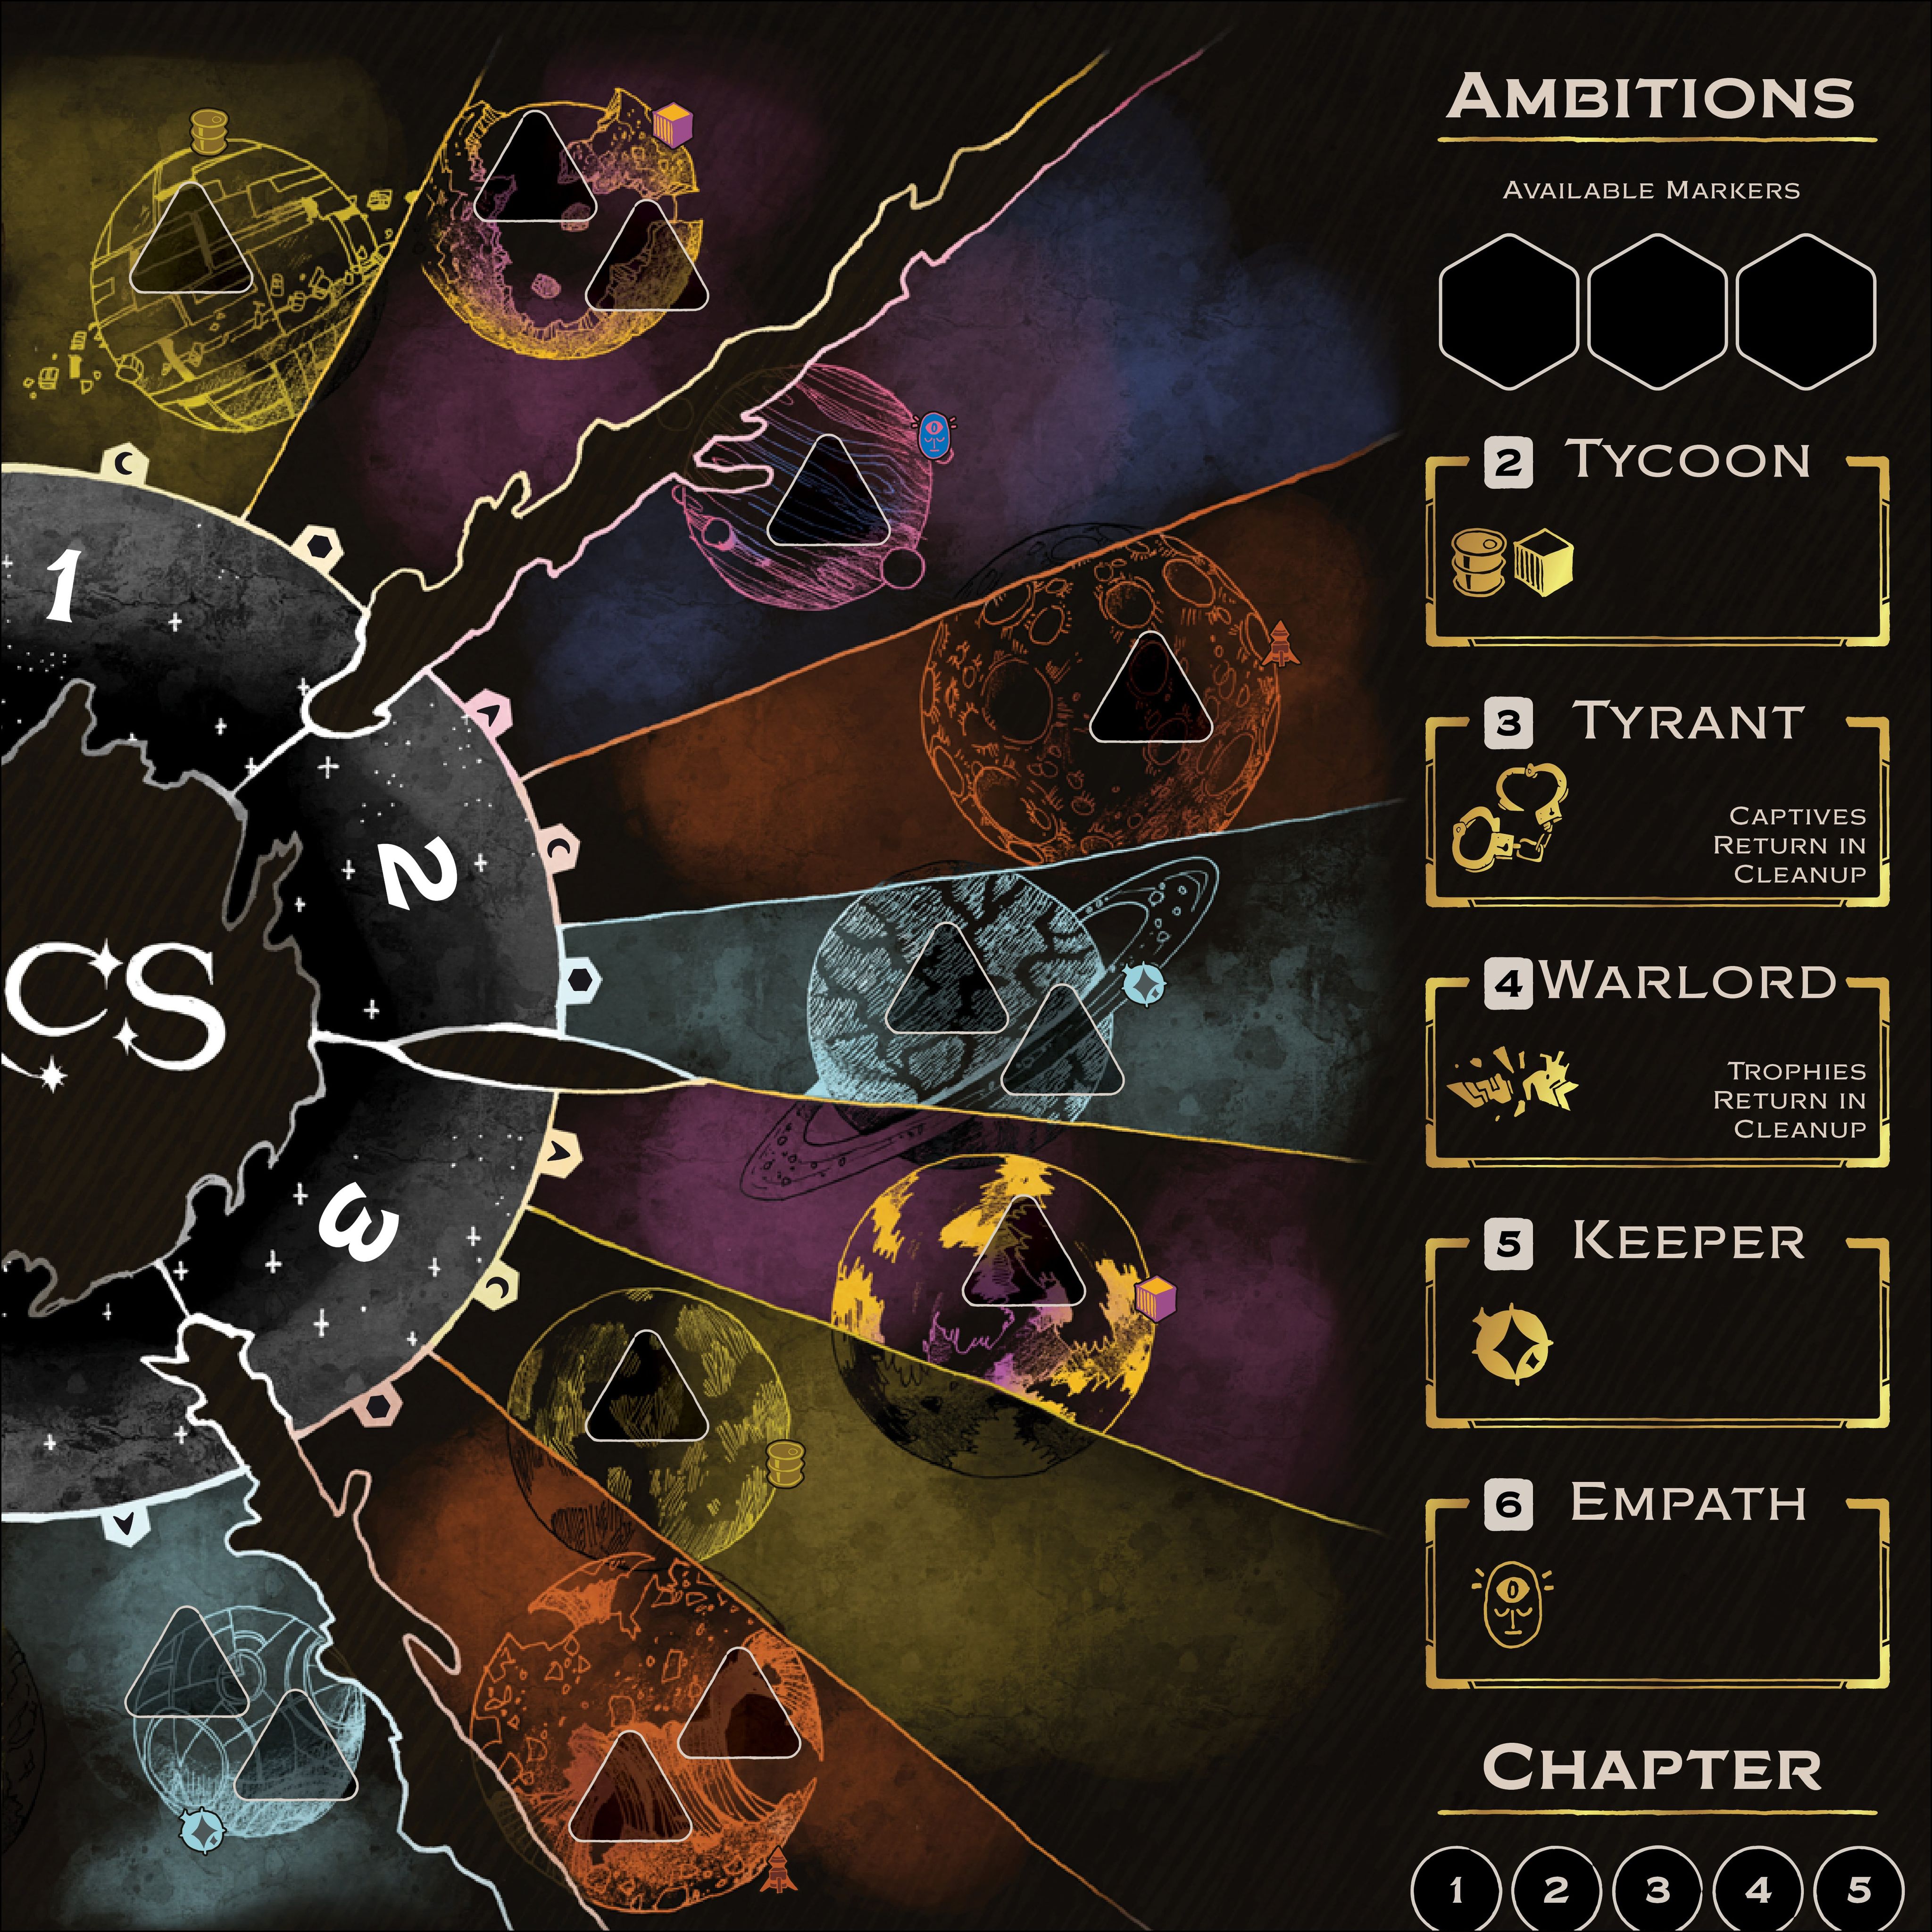 AMBITIONS
AVAILABLE MARKERS
2 TYCOON
3 TYRANT
CAPTIVES
RETURN IN
CLEANUP
4 WARLORD
TROPHIES
RETURN IN
CLEANUP
5 KEEPER
6 EMPATH
CHAPTER
1 2 3 4 5
1
2
CS
3